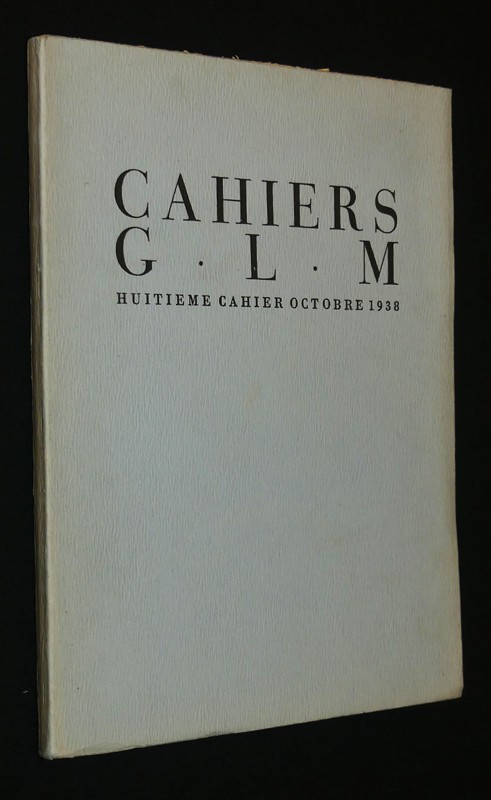 CAHIERS
G · L · M
HUITIEME CAHIER OCTOBRE 1938